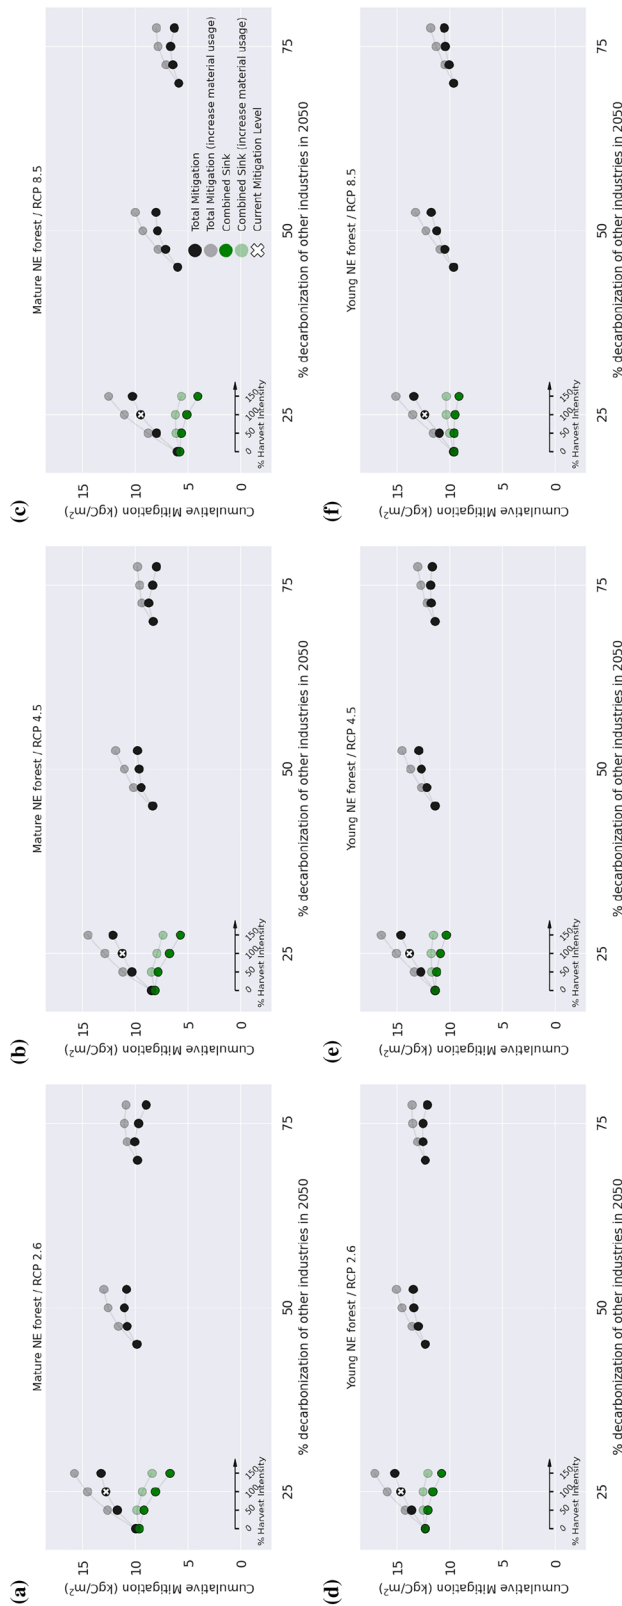 (a)
Mature NE forest / RCP 2.6
Cumulative Mitigation (kgC/m²)
15
10
5
0
0
50
100
150
% Harvest Intensity
25
50
75
% decarbonization of other industries in 2050
(b)
Mature NE forest / RCP 4.5
Cumulative Mitigation (kgC/m²)
15
10
5
0
0
50
100
150
% Harvest Intensity
25
50
75
% decarbonization of other industries in 2050
(c)
Mature NE forest / RCP 8.5
Cumulative Mitigation (kgC/m²)
15
10
5
0
Total Mitigation
Total Mitigation (increase material usage)
Combined Sink
Combined Sink (increase material usage)
Current Mitigation Level
0
50
100
150
% Harvest Intensity
25
50
75
% decarbonization of other industries in 2050
(d)
Young NE forest / RCP 2.6
Cumulative Mitigation (kgC/m²)
15
10
5
0
0
50
100
150
% Harvest Intensity
25
50
75
% decarbonization of other industries in 2050
(e)
Young NE forest / RCP 4.5
Cumulative Mitigation (kgC/m²)
15
10
5
0
0
50
100
150
% Harvest Intensity
25
50
75
% decarbonization of other industries in 2050
(f)
Young NE forest / RCP 8.5
Cumulative Mitigation (kgC/m²)
15
10
5
0
0
50
100
150
% Harvest Intensity
25
50
75
% decarbonization of other industries in 2050